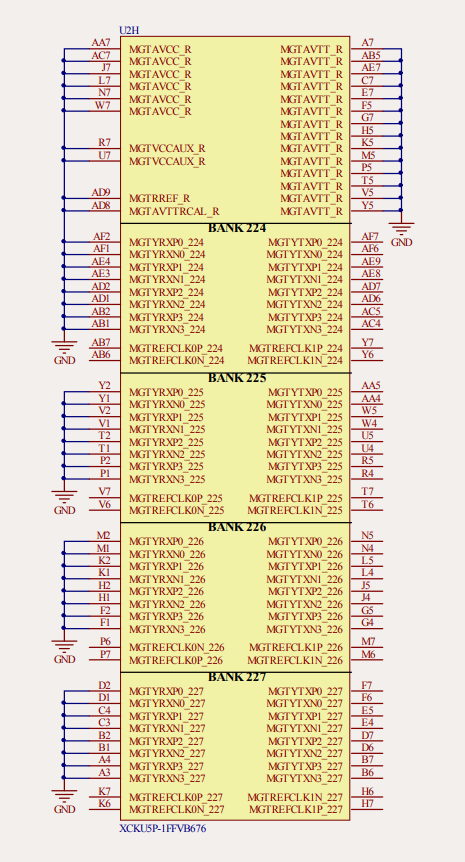 U2H
AA7 MGTAVCC_R MGTAVTT_R A7
AC7 MGTAVCC_R MGTAVTT_R AB5
J7 MGTAVCC_R MGTAVTT_R AE7
L7 MGTAVCC_R MGTAVTT_R C7
N7 MGTAVCC_R MGTAVTT_R E7
W7 MGTAVCC_R MGTAVTT_R F5
MGTAVTT_R G7
MGTAVTT_R H5
R7 MGTVCCAUX_R MGTAVTT_R K5
U7 MGTVCCAUX_R MGTAVTT_R M5
MGTAVTT_R P5
MGTAVTT_R T5
AD9 MGTRREF_R MGTAVTT_R V5
AD8 MGTAVTTRCAL_R MGTAVTT_R Y5
GND
BANK 224
AF2 MGTYRXP0_224 MGTYTXP0_224 AF7
AF1 MGTYRXN0_224 MGTYTXN0_224 AF6
AE4 MGTYRXP1_224 MGTYTXP1_224 AE9
AE3 MGTYRXN1_224 MGTYTXN1_224 AE8
AD2 MGTYRXP2_224 MGTYTXP2_224 AD7
AD1 MGTYRXN2_224 MGTYTXN2_224 AD6
AB2 MGTYRXP3_224 MGTYTXP3_224 AC5
AB1 MGTYRXN3_224 MGTYTXN3_224 AC4
AB7 MGTREFCLK0P_224 MGTREFCLK1P_224 Y7
AB6 MGTREFCLK0N_224 MGTREFCLK1N_224 Y6
GND
BANK 225
Y2 MGTYRXP0_225 MGTYTXP0_225 AA5
Y1 MGTYRXN0_225 MGTYTXN0_225 AA4
V2 MGTYRXP1_225 MGTYTXP1_225 W5
V1 MGTYRXN1_225 MGTYTXN1_225 W4
T2 MGTYRXP2_225 MGTYTXP2_225 U5
T1 MGTYRXN2_225 MGTYTXN2_225 U4
P2 MGTYRXP3_225 MGTYTXP3_225 R5
P1 MGTYRXN3_225 MGTYTXN3_225 R4
V7 MGTREFCLK0P_225 MGTREFCLK1P_225 T7
V6 MGTREFCLK0N_225 MGTREFCLK1N_225 T6
GND
BANK 226
M2 MGTYRXP0_226 MGTYTXP0_226 N5
M1 MGTYRXN0_226 MGTYTXN0_226 N4
K2 MGTYRXP1_226 MGTYTXP1_226 L5
K1 MGTYRXN1_226 MGTYTXN1_226 L4
H2 MGTYRXP2_226 MGTYTXP2_226 J5
H1 MGTYRXN2_226 MGTYTXN2_226 J4
F2 MGTYRXP3_226 MGTYTXP3_226 G5
F1 MGTYRXN3_226 MGTYTXN3_226 G4
P6 MGTREFCLK0N_226 MGTREFCLK1P_226 M7
P7 MGTREFCLK0P_226 MGTREFCLK1N_226 M6
GND
BANK 227
D2 MGTYRXP0_227 MGTYTXP0_227 F7
D1 MGTYRXN0_227 MGTYTXN0_227 F6
C4 MGTYRXP1_227 MGTYTXP1_227 E5
C3 MGTYRXN1_227 MGTYTXN1_227 E4
B2 MGTYRXP2_227 MGTYTXP2_227 D7
B1 MGTYRXN2_227 MGTYTXN2_227 D6
A4 MGTYRXP3_227 MGTYTXP3_227 B7
A3 MGTYRXN3_227 MGTYTXN3_227 B6
K7 MGTREFCLK0P_227 MGTREFCLK1N_227 H6
K6 MGTREFCLK0N_227 MGTREFCLK1P_227 H7
GND
XCKU5P-1FFVB676